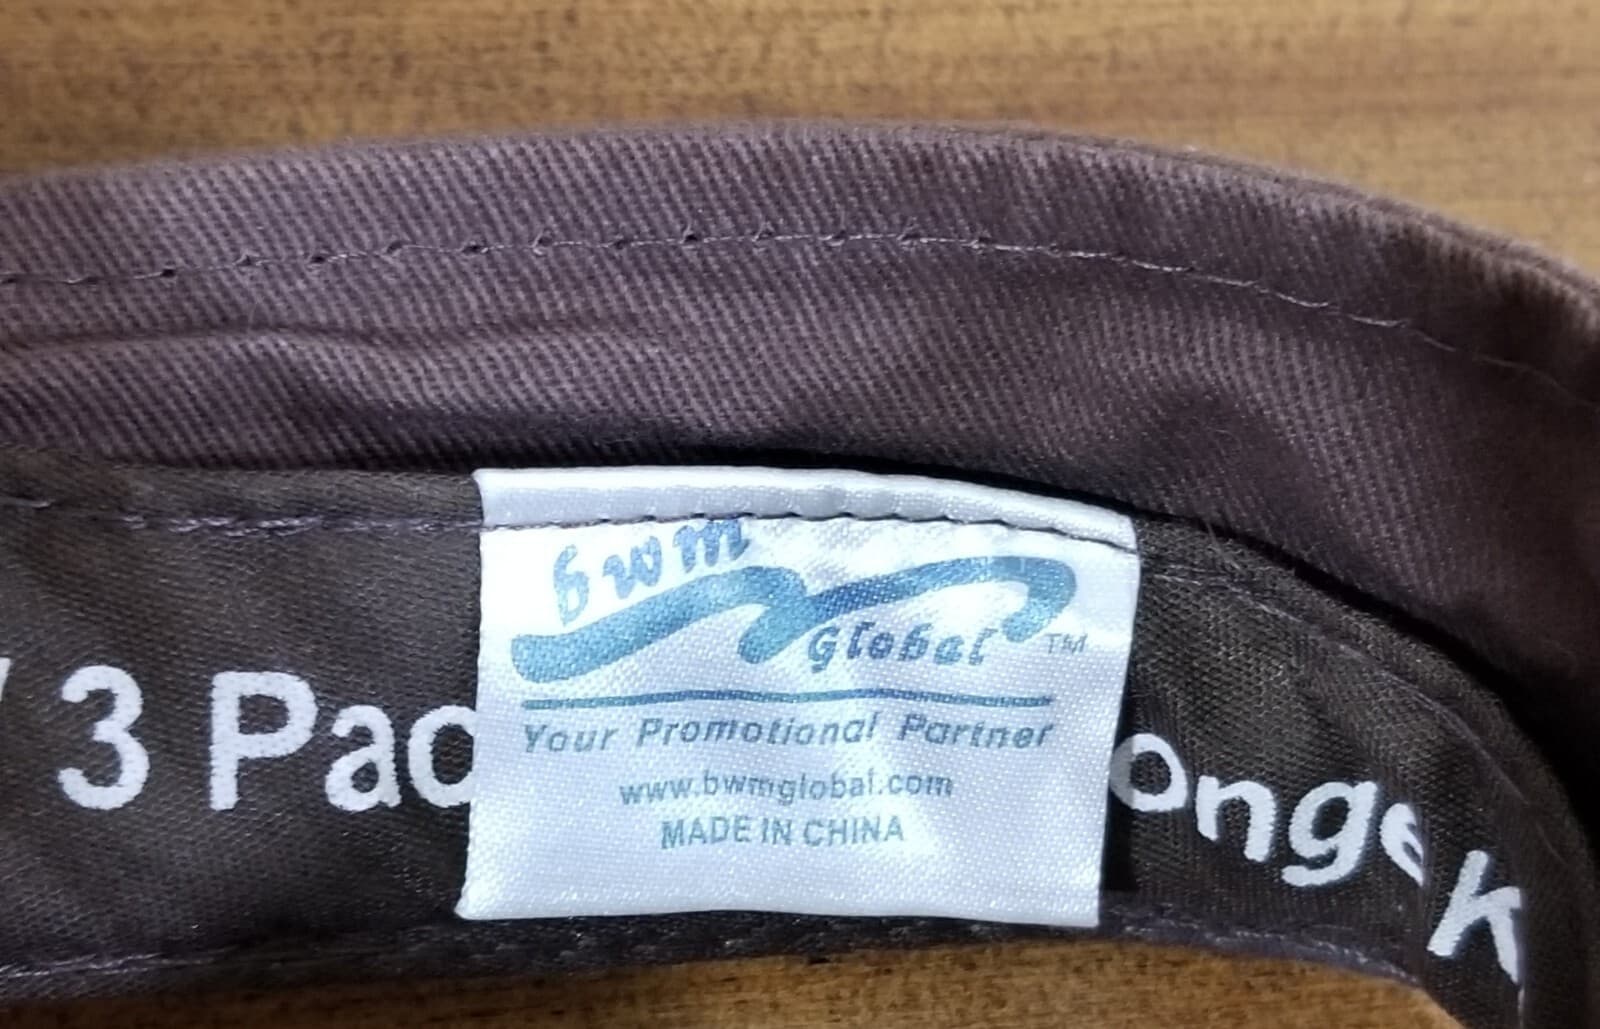 bwm
Global TM
Your Promotional Partner
www.bwmglobal.com
MADE IN CHINA
3 Pac
onge K